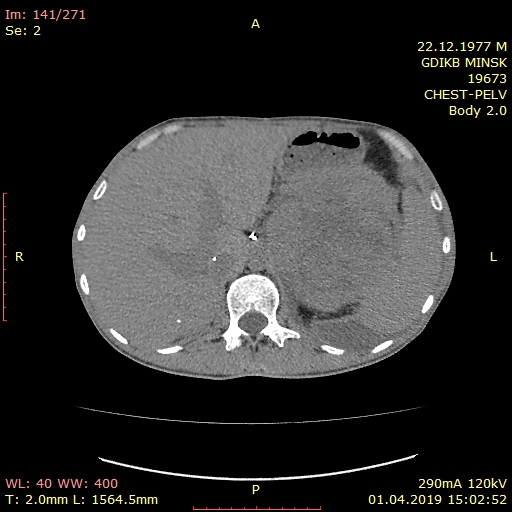 Im: 141/271
Se: 2
A
22.12.1977 M
GDIKB MINSK
19673
CHEST-PELV
Body 2.0
R
L
WL: 40 WW: 400
T: 2.0mm L: 1564.5mm
P
290mA 120kV
01.04.2019 15:02:52